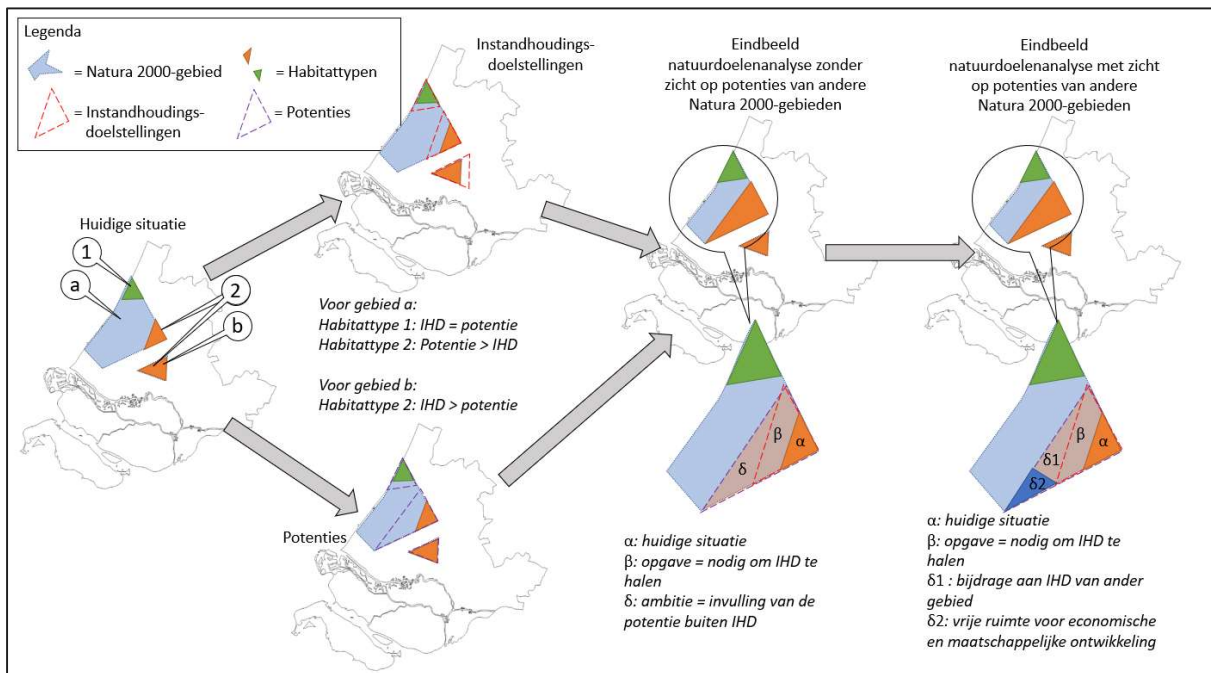 Legenda
= Natura 2000-gebied
= Habitattypen
= Instandhoudings-
doelstellingen
= Potenties
Huidige situatie
1
a
2
b
Instandhoudings-
doelstellingen
Voor gebied a:
Habitattype 1: IHD = potentie
Habitattype 2: Potentie > IHD
Voor gebied b:
Habitattype 2: IHD > potentie
Potenties
Eindbeeld
natuurdoelenanalyse zonder
zicht op potenties van andere
Natura 2000-gebieden
β
α
δ
α: huidige situatie
β: opgave = nodig om IHD te
halen
δ: ambitie = invulling van de
potentie buiten IHD
Eindbeeld
natuurdoelenanalyse met zicht
op potenties van andere
Natura 2000-gebieden
β
α
δ1
δ2
α: huidige situatie
β: opgave = nodig om IHD te
halen
δ1 : bijdrage aan IHD van ander
gebied
δ2: vrije ruimte voor economische
en maatschappelijke ontwikkeling